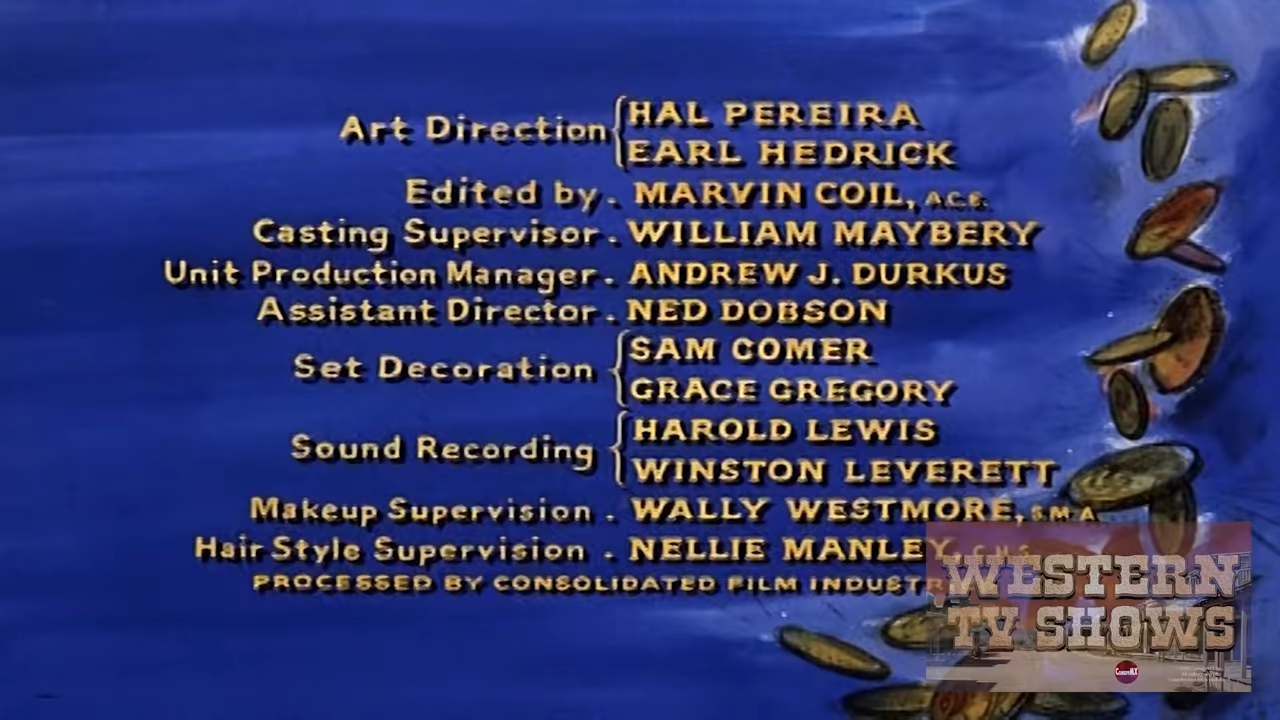 Art Direction HAL PEREIRA
EARL HEDRICK
Edited by. MARVIN COIL, A.C.E.
Casting Supervisor. WILLIAM MAYBERY
Unit Production Manager. ANDREW J. DURKUS
Assistant Director. NED DOBSON
Set Decoration SAM COMER
GRACE GREGORY
Sound Recording HAROLD LEWIS
WINSTON LEVERETT
Makeup Supervision. WALLY WESTMORE, S.M.A.
Hair Style Supervision. NELLIE MANLEY, C.H.S.
PROCESSED BY CONSOLIDATED FILM
WESTERN
TV SHOWS